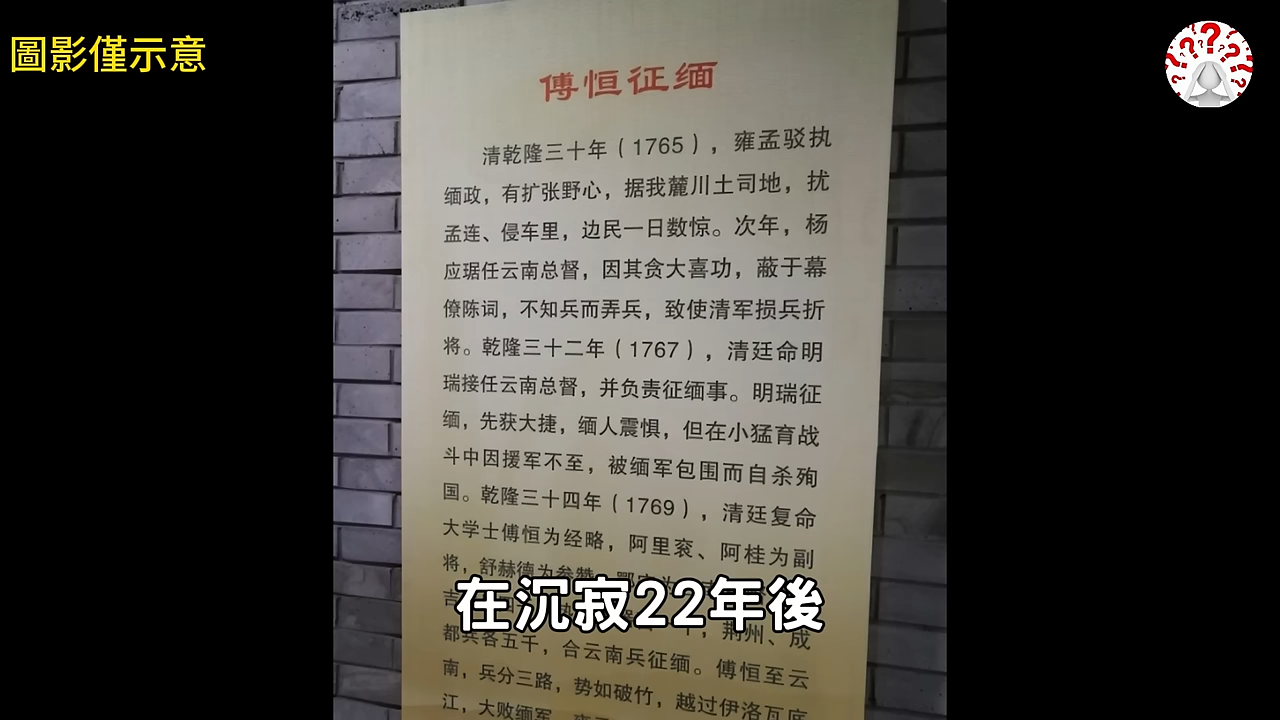 圖影僅示意
傅恒征缅
清乾隆三十年(1765),雍孟驳执
缅政,有扩张野心,据我麓川土司地,扰
孟连、侵车里,边民一日数惊。次年,杨
应琚任云南总督,因其贪大喜功,蔽于幕
僚陈词,不知兵而弄兵,致使清军损兵折
将。乾隆三十二年(1767),清廷命明
瑞接任云南总督,并负责征缅事。明瑞征
缅,先获大捷,缅人震惧,但在小猛育战
斗中因援军不至,被缅军包围而自杀殉
国。乾隆三十四年(1769),清廷复命
大学士傅恒为经略,阿里衮、阿桂为副
将,舒赫德为参赞
吉 荆州、成
在沉寂22年後
都兵各五千,合云南兵征缅。傅恒至云
南,兵分三路,势如破竹,越过伊洛瓦底
江,大败缅军